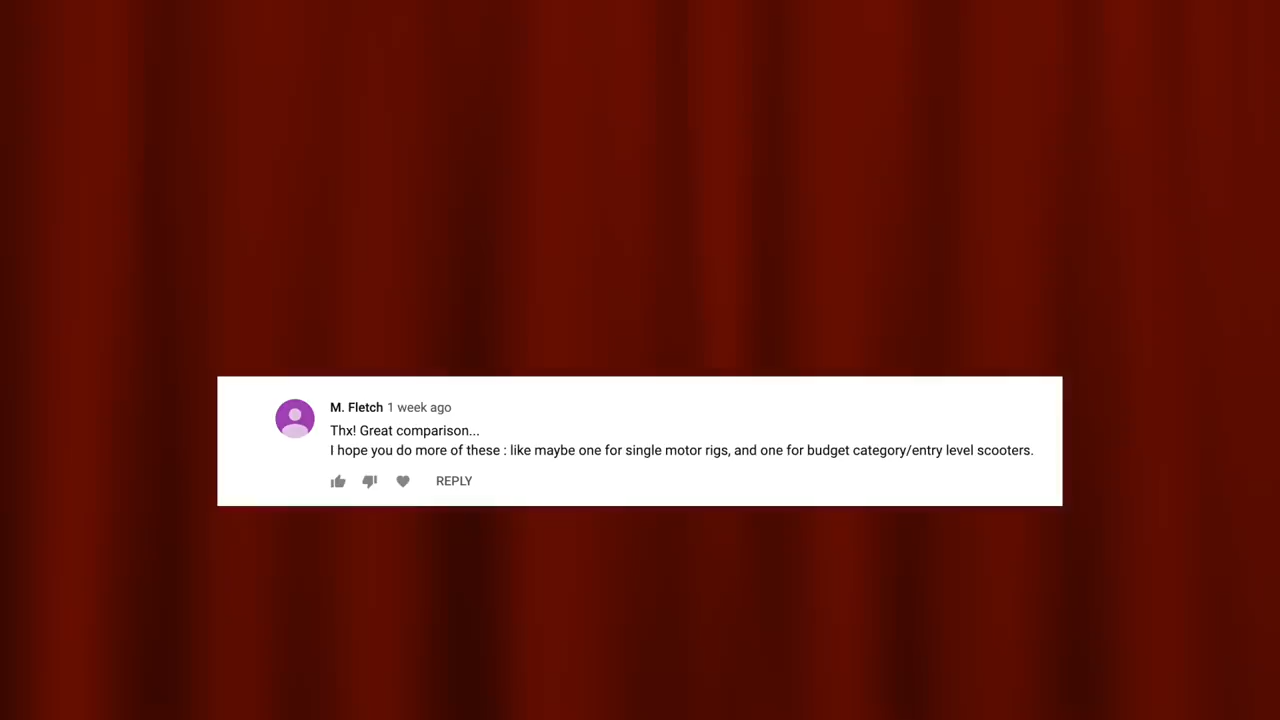 M. Fletch 1 week ago
Thx! Great comparison...
I hope you do more of these : like maybe one for single motor rigs, and one for budget category/entry level scooters.
REPLY